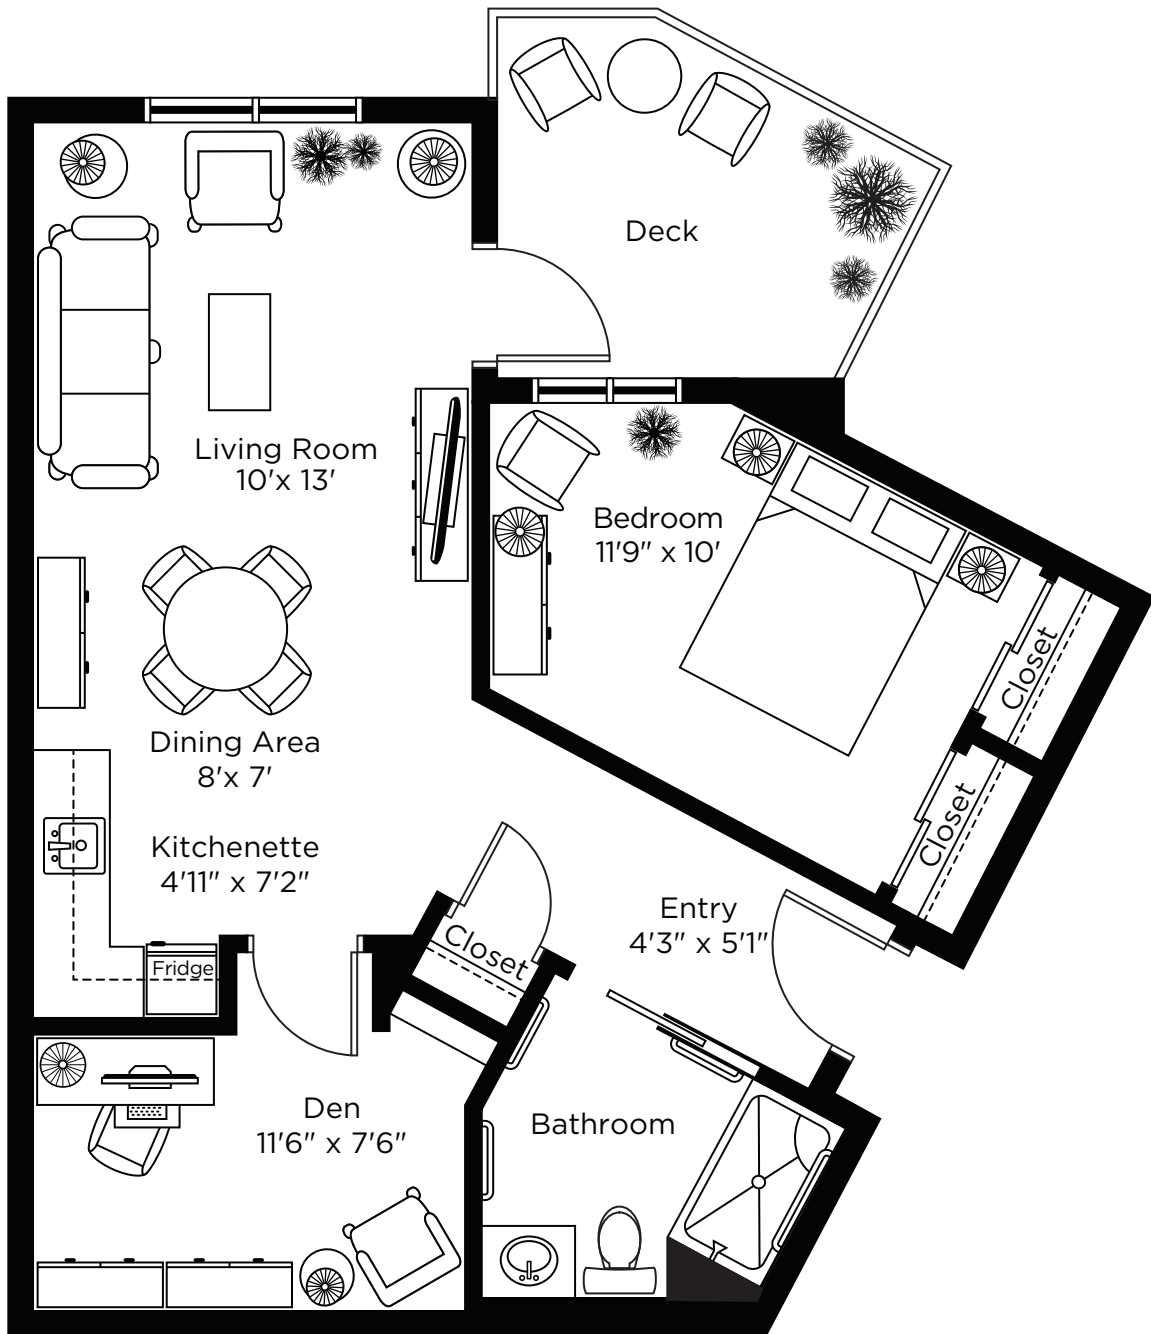 Deck
Living Room
10'x 13'
Bedroom
11'9" x 10'
Closet
Dining Area
8'x 7'
Closet
Kitchenette
4'11" x 7'2"
Entry
4'3" x 5'1"
Closet
Fridge
Den
11'6" x 7'6"
Bathroom